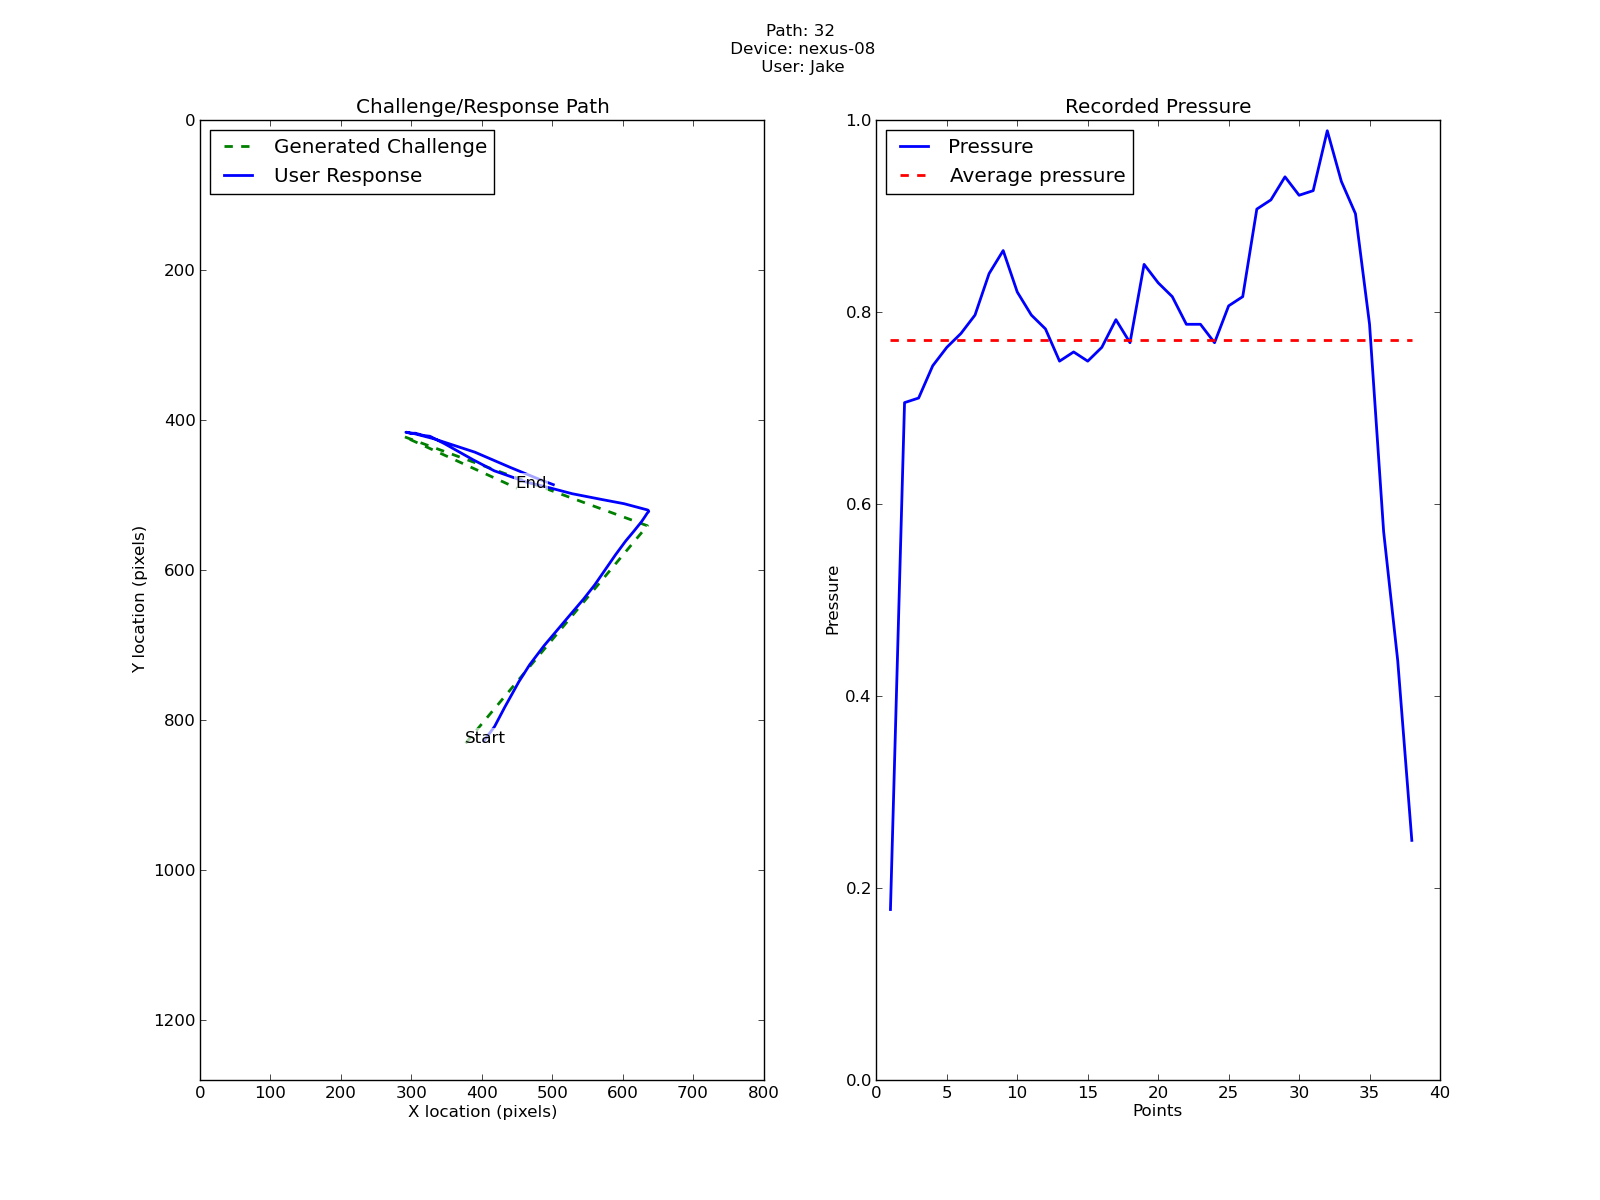 Path: 32
Device: nexus-08
User: Jake
Challenge/Response Path
Generated Challenge
User Response
0
200
400
600
800
1000
1200
Y location (pixels)
End
Start
0 100 200 300 400 500 600 700 800
X location (pixels)
Recorded Pressure
Pressure
Average pressure
1.0
0.8
0.6
0.4
0.2
0.0
Pressure
0 5 10 15 20 25 30 35 40
Points